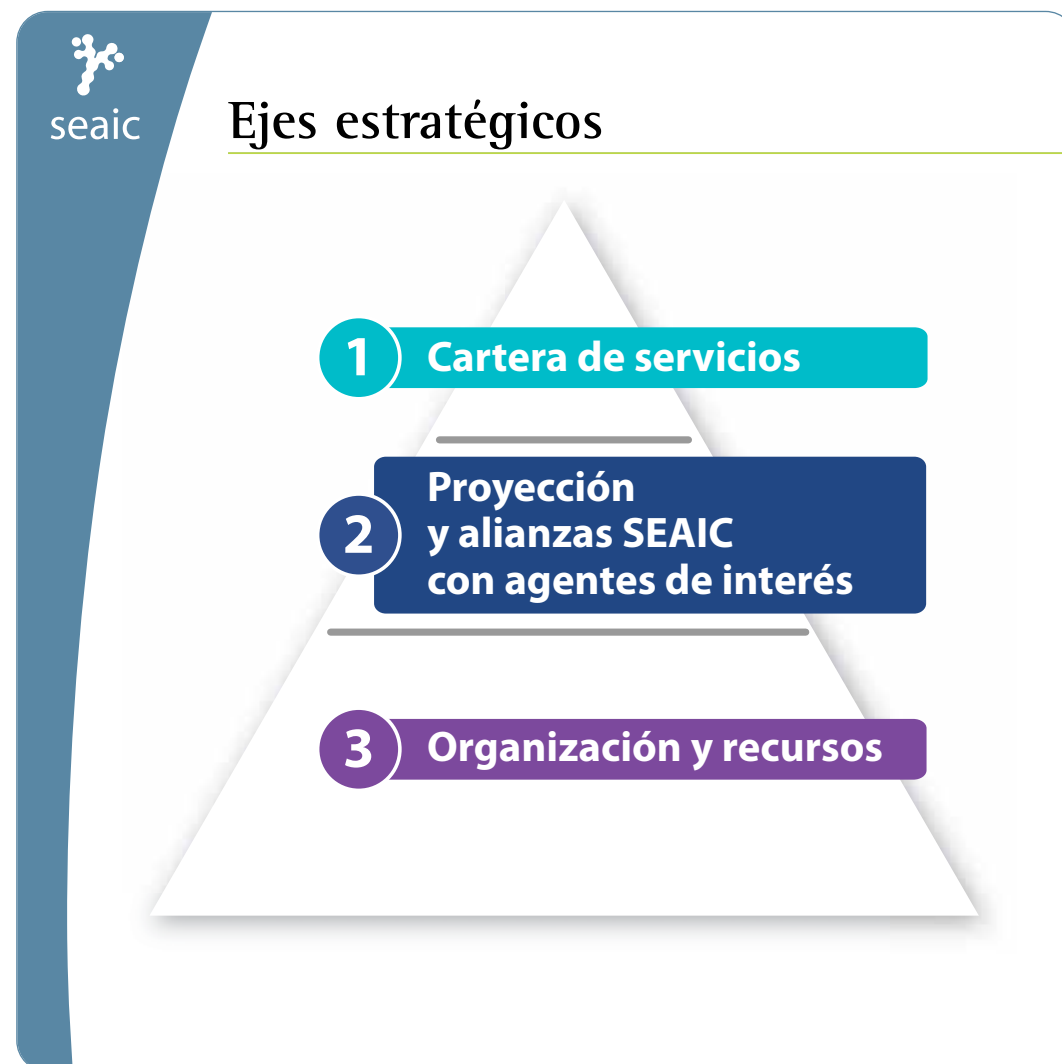 seaic
Ejes estratégicos
1 Cartera de servicios
2 Proyección
y alianzas SEAIC
con agentes de interés
3 Organización y recursos